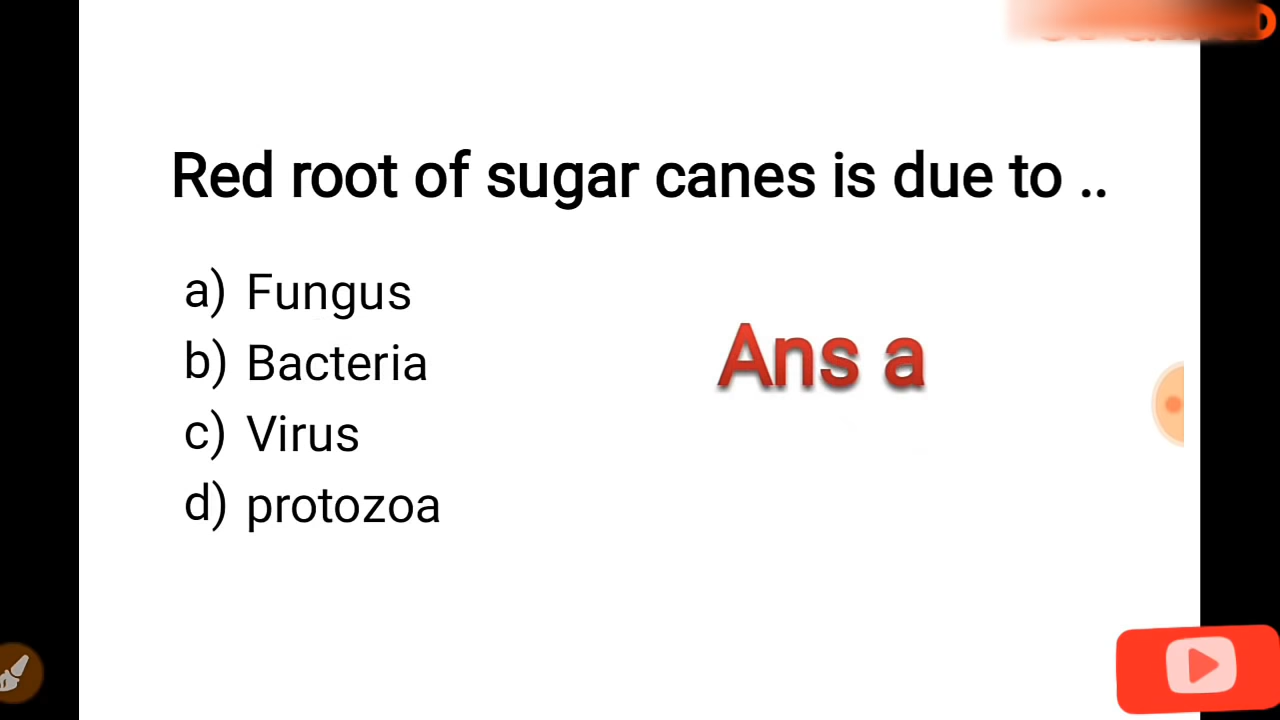 Red root of sugar canes is due to ..
a) Fungus
Ans a
b) Bacteria
c) Virus
d) protozoa